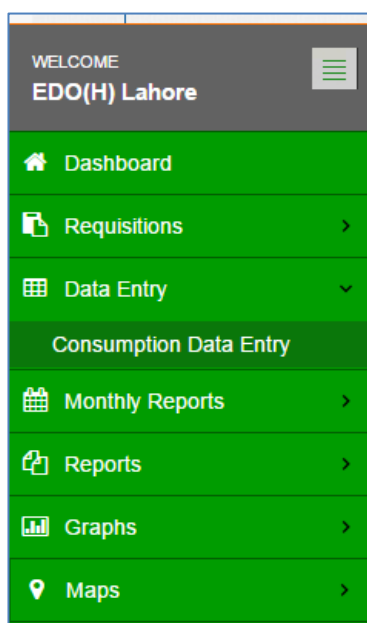 WELCOME
EDO(H) Lahore
Dashboard
Requisitions
Data Entry
Consumption Data Entry
Monthly Reports
Reports
Graphs
Maps